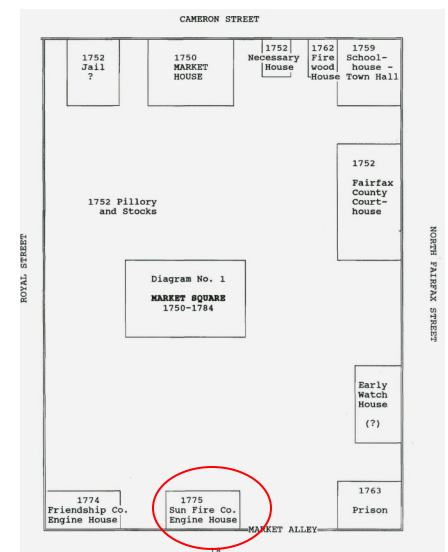 CAMERON STREET
1752
Jail
?
1750
MARKET
HOUSE
1752
Necessary
House
1762
Fire
wood
House
1759
School-
house -
Town Hall
1752
Fairfax
County
Court-
house
1752 Pillory
and Stocks
ROYAL STREET
NORTH FAIRFAX STREET
Diagram No. 1
MARKET SQUARE
1750-1784
Early
Watch
House
(?)
1774
Friendship Co.
Engine House
1775
Sun Fire Co.
Engine House
1763
Prison
MARKET ALLEY